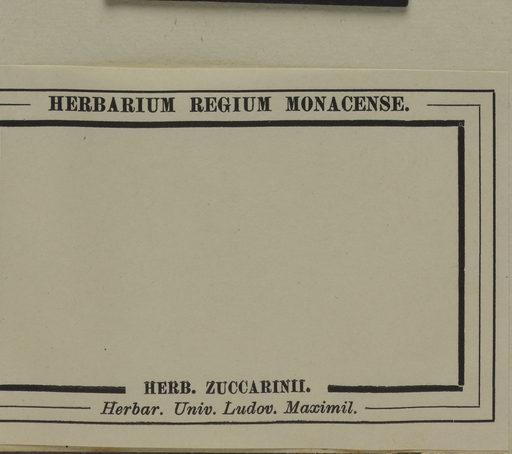 HERBARIUM REGIUM MONACENSE.
HERB. ZUCCARINII.
Herbar. Univ. Ludov. Maximil.